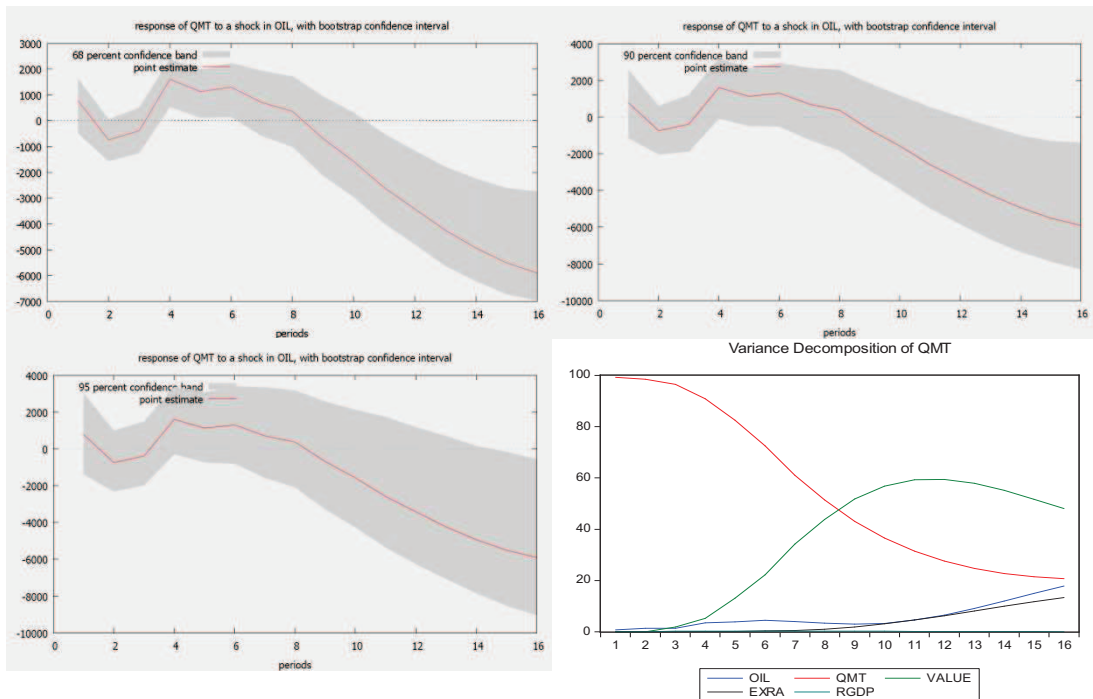 response of QMT to a shock in OIL, with bootstrap confidence interval
3000
2000
1000
0
-1000
-2000
-3000
-4000
-5000
-6000
-7000
68 percent confidence band
point estimate
0 2 4 6 8 10 12 14 16
periods
response of QMT to a shock in OIL, with bootstrap confidence interval
4000
2000
0
-2000
-4000
-6000
-8000
-10000
90 percent confidence band
point estimate
0 2 4 6 8 10 12 14 16
periods
response of QMT to a shock in OIL, with bootstrap confidence interval
4000
2000
0
-2000
-4000
-6000
-8000
-10000
95 percent confidence band
point estimate
0 2 4 6 8 10 12 14 16
periods
Variance Decomposition of QMT
100
80
60
40
20
0
1 2 3 4 5 6 7 8 9 10 11 12 13 14 15 16
OIL QMT VALUE
EXRA RGDP